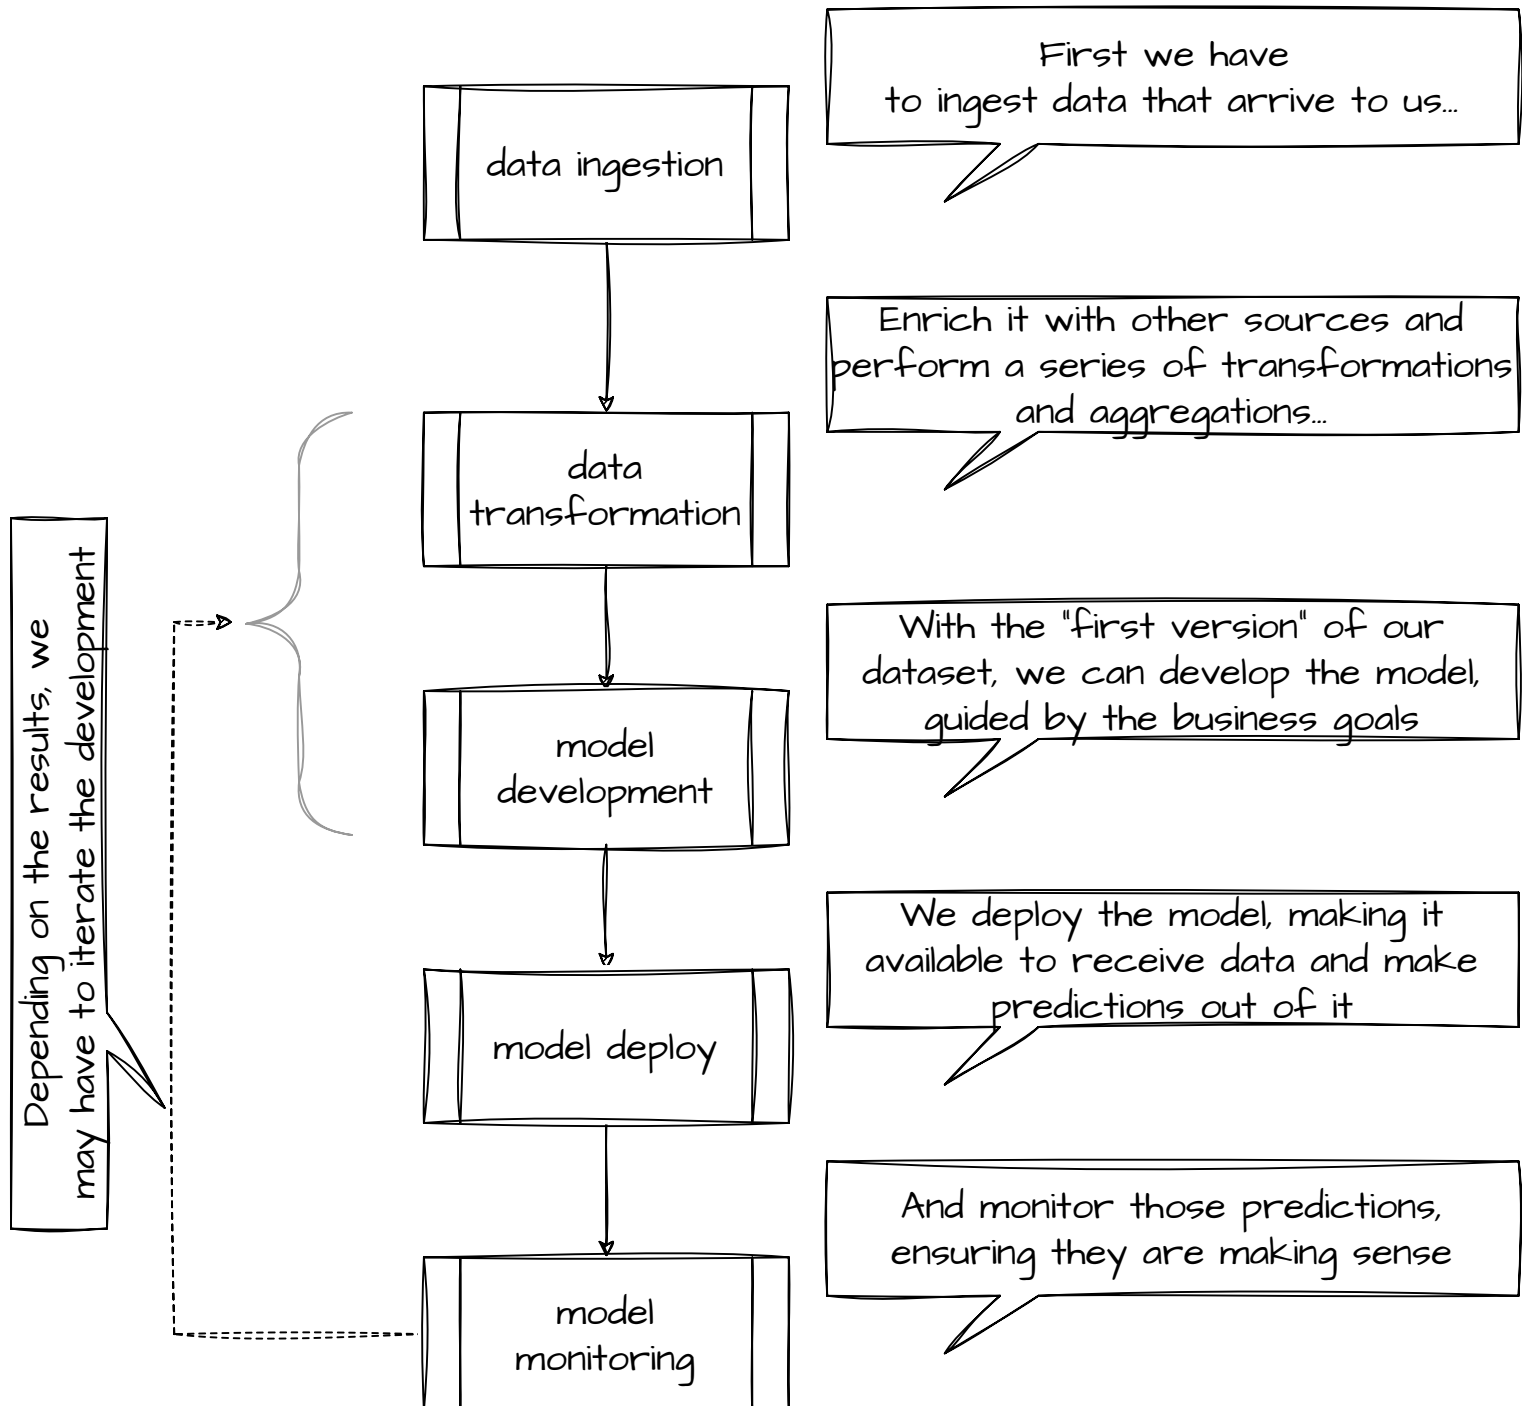 First we have
to ingest data that arrive to us...
data ingestion
Enrich it with other sources and
perform a series of transformations
and aggregations...
data
transformation
With the "first version" of our
dataset, we can develop the model,
guided by the business goals
model
development
Depending on the results, we
may have to iterate the development
We deploy the model, making it
available to receive data and make
predictions out of it
model deploy
And monitor those predictions,
ensuring they are making sense
model
monitoring